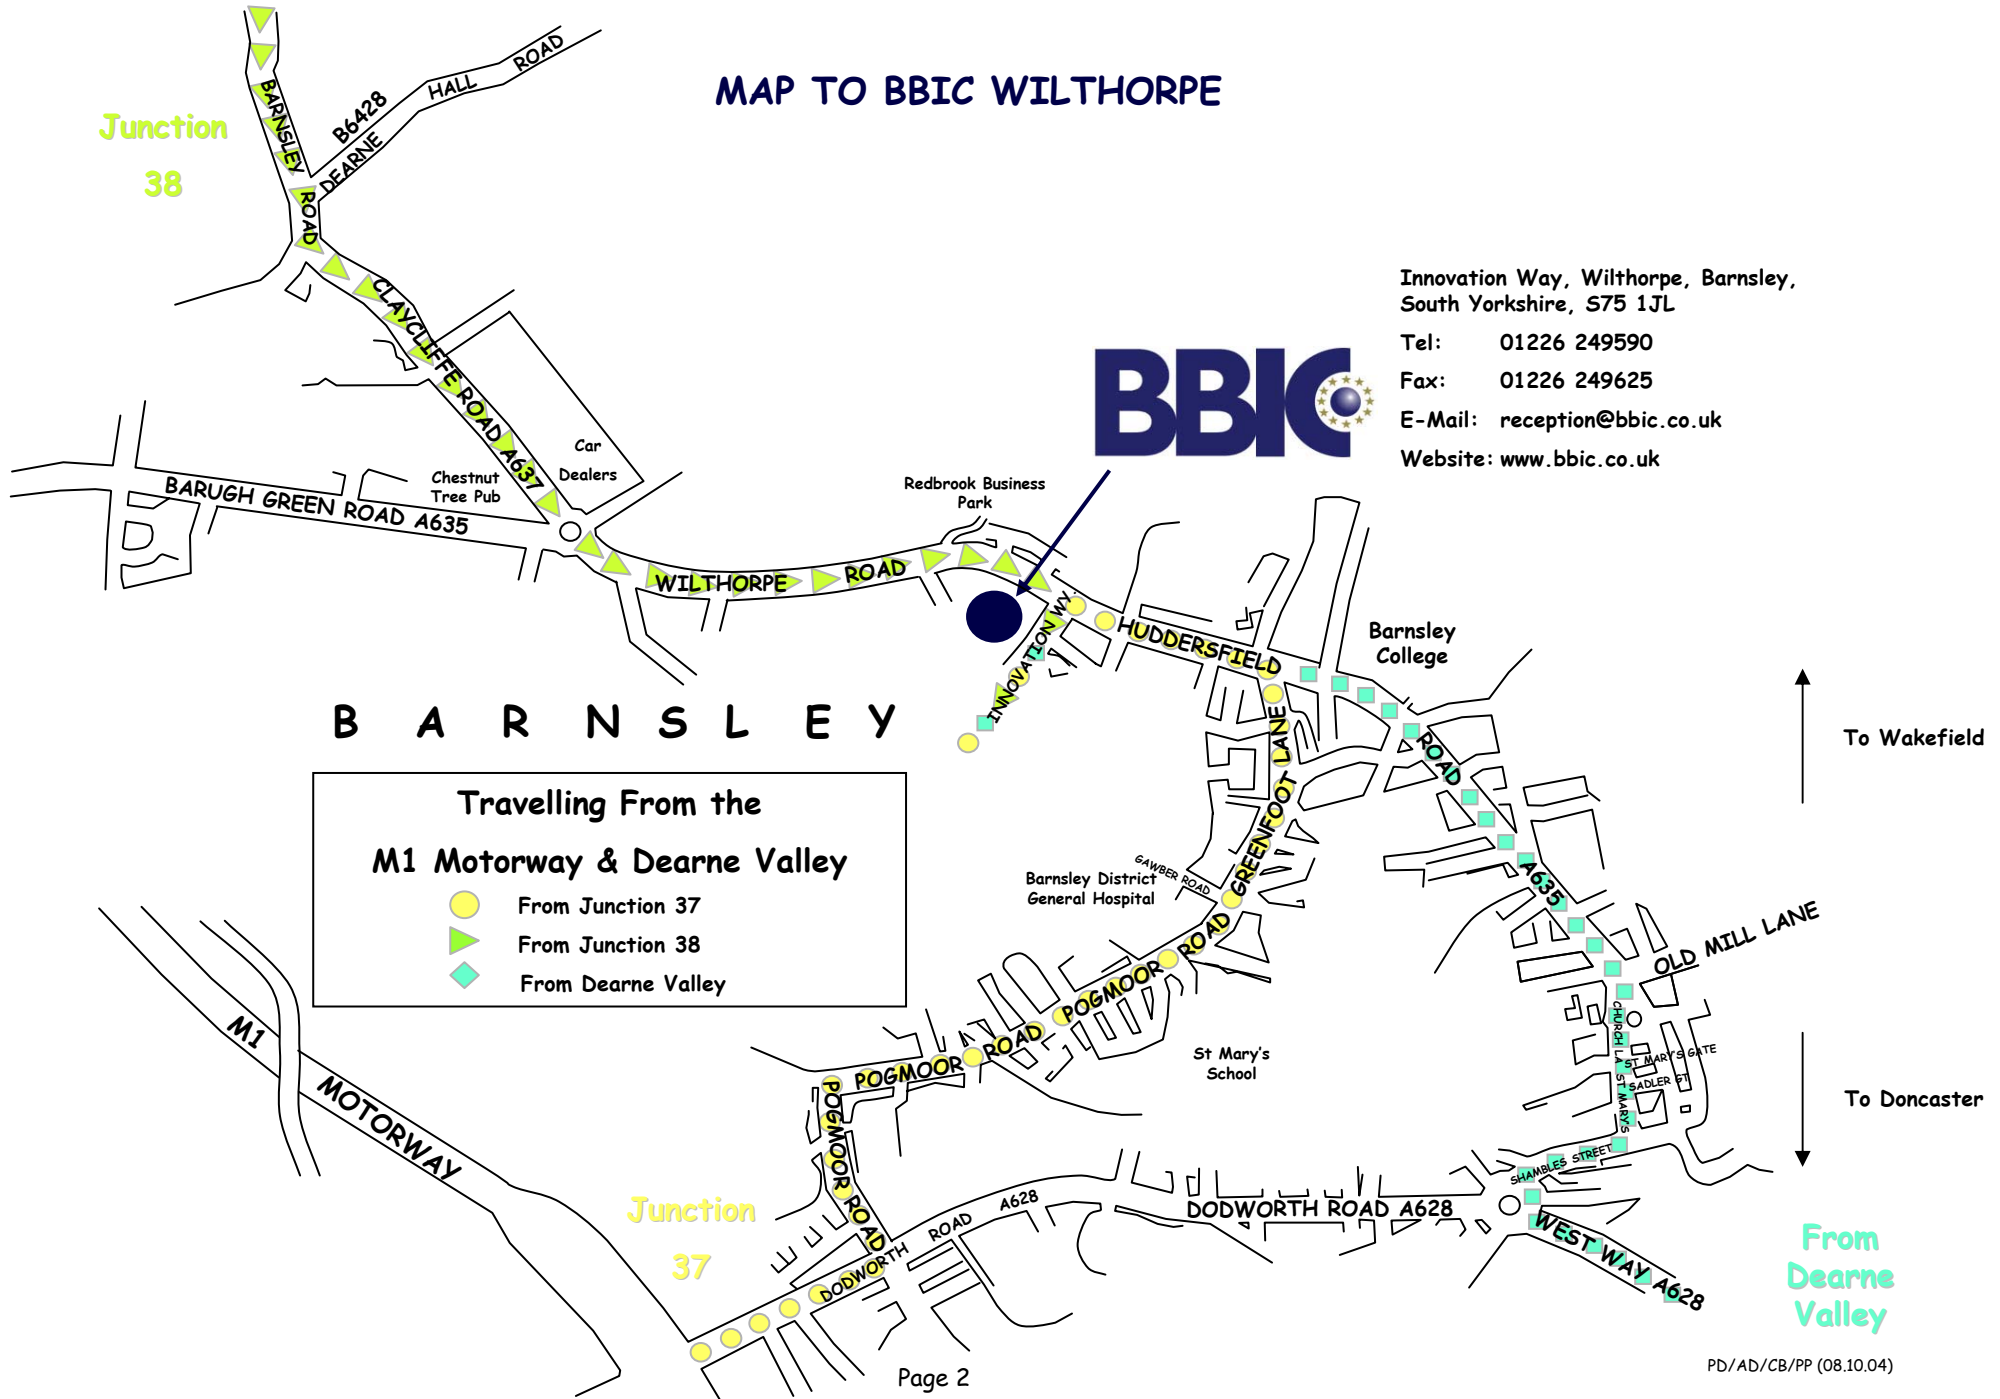 MAP TO BBIC WILTHORPE
Junction
38
BARNSLEY
ROAD
B6428
DEARNE
HALL
ROAD
CLAYCLIFFE ROAD A637
Car
Dealers
Chestnut
Tree Pub
BARUGH GREEN ROAD A635
WILTHORPE
ROAD
Redbrook Business
Park
BBIC
Innovation Way, Wilthorpe, Barnsley,
South Yorkshire, S75 1JL
Tel: 01226 249590
Fax: 01226 249625
E-Mail: reception@bbic.co.uk
Website: www.bbic.co.uk
INNOVATION WY.
HUDDERSFIELD
Barnsley
College
ROAD
A635
GREENFOOT LANE
GAWBER ROAD
Barnsley District
General Hospital
BARNSLEY
Travelling From the
M1 Motorway & Dearne Valley
From Junction 37
From Junction 38
From Dearne Valley
To Wakefield
To Doncaster
OLD MILL LANE
CHURCH LA
ST MARY'S GATE
SADLER GT
ST MARY'S
SHAMBLES STREET
POGMOOR ROAD
POGMOOR ROAD
POGMOOR ROAD
St Mary's
School
M1
MOTORWAY
Junction
37
DODWORTH ROAD A628
DODWORTH ROAD A628
WEST WAY A628
From
Dearne
Valley
PD/AD/CB/PP (08.10.04)
Page 2